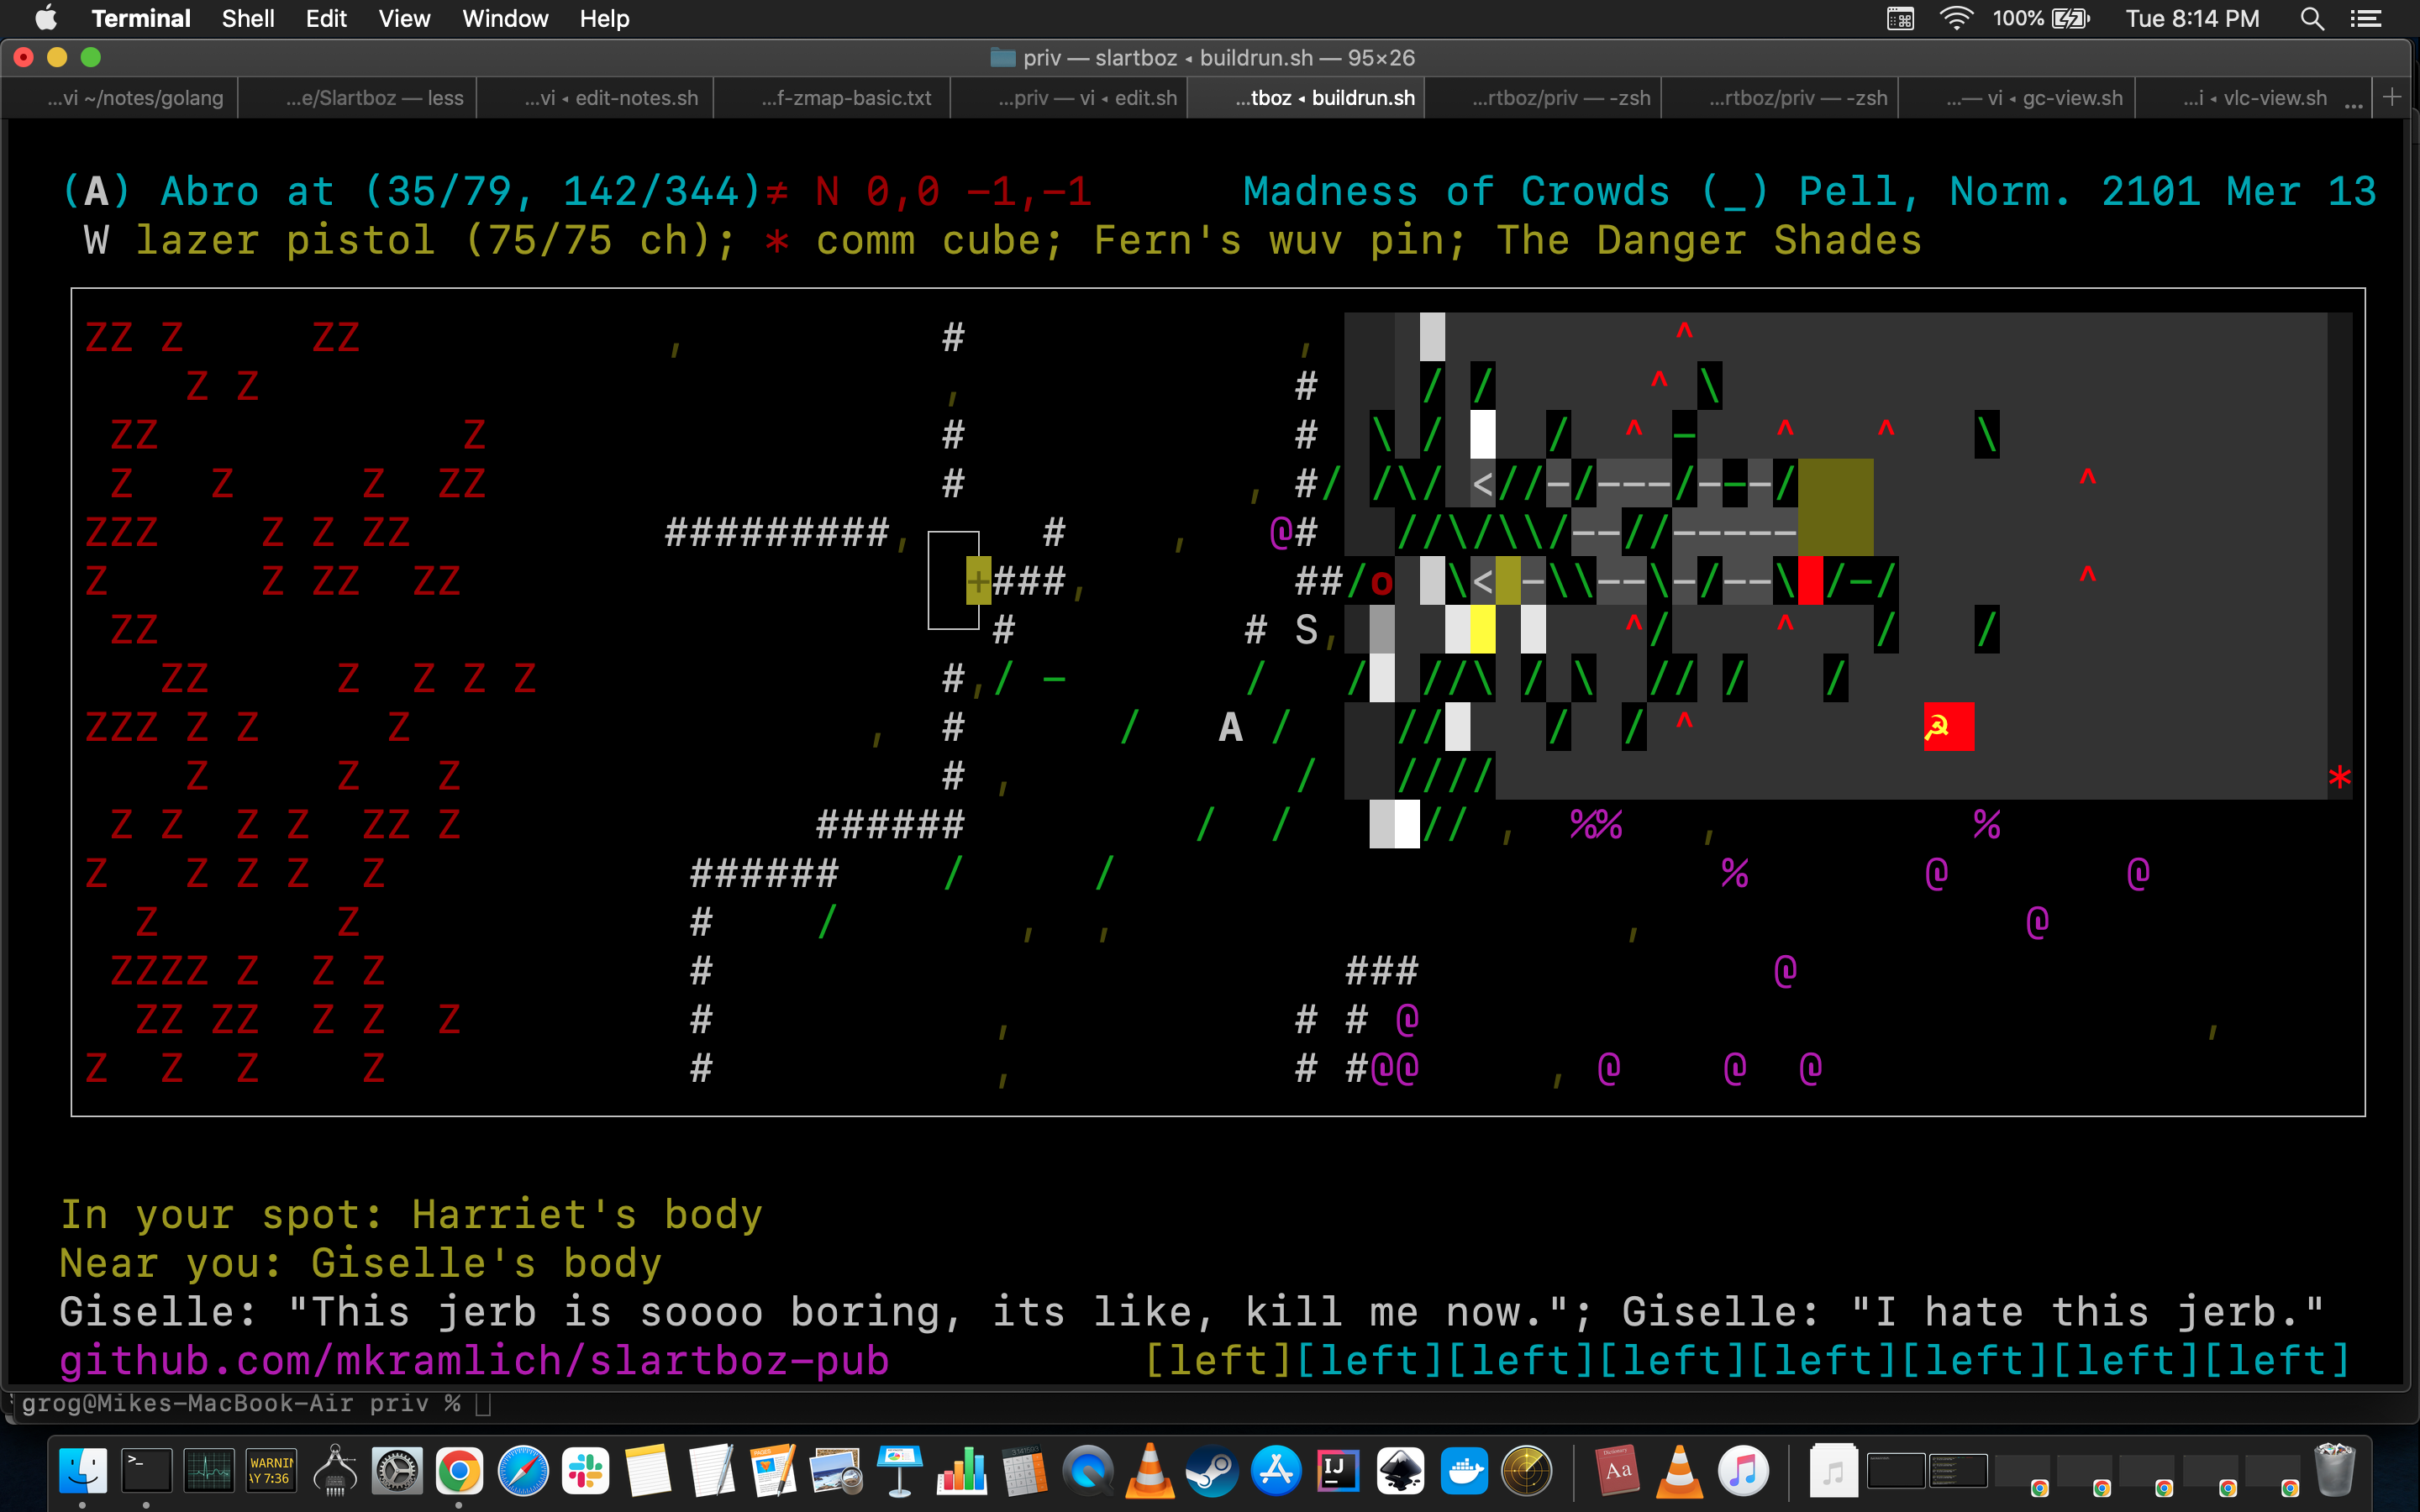 Terminal Shell Edit View Window Help 100% Tue 8:14 PM
priv — slartboz ◂ buildrun.sh — 95×26
...vi ~/notes/golang ...e/Slartboz — less ...vi ◂ edit-notes.sh ...f-zmap-basic.txt ...priv — vi ◂ edit.sh ...tboz ◂ buildrun.sh ...rtboz/priv — -zsh ...rtboz/priv — -zsh ...— vi ◂ gc-view.sh ...i ◂ vlc-view.sh ... +
(A) Abro at (35/79, 142/344)≠ N 0,0 −1,−1 Madness of Crowds (_) Pell, Norm. 2101 Mer 13
W lazer pistol (75/75 ch); * comm cube; Fern's wuv pin; The Danger Shades
ZZ Z ZZ , # , ^
Z Z , # / / ^ \
ZZ Z # # \ / / ^ – ^ ^ \
Z Z Z ZZ # , #/ /\/ <//–/–––/–––/ ^
ZZZ Z Z ZZ #########, # , @# //\/\\/––//–––––
Z Z ZZ ZZ +###, ##/o \< –\\––\–/––\ /–/ ^
ZZ # # S, ^/ ^ / /
ZZ Z Z Z Z #,/ – / / //\ / \ // / /
ZZZ Z Z Z , # / A / // / / ^ ☭
Z Z Z # , / //// *
Z Z Z Z ZZ Z ###### / / // , %% , %
Z Z Z Z Z ###### / / % @ @
Z Z # / , , , @
ZZZZ Z Z Z # ### @
ZZ ZZ Z Z Z # , # # @ ,
Z Z Z Z # , # #@@ , @ @ @
In your spot: Harriet's body
Near you: Giselle's body
Giselle: "This jerb is soooo boring, its like, kill me now."; Giselle: "I hate this jerb."
github.com/mkramlich/slartboz-pub [left][left][left][left][left][left][left][left]
grog@Mikes-MacBook-Air priv %
WARNIN
AY 7:36
IJ
Aa